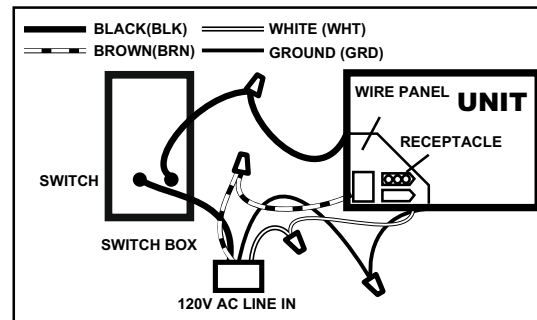 BLACK(BLK)
WHITE (WHT)
BROWN(BRN)
GROUND (GRD)
WIRE PANEL
UNIT
RECEPTACLE
SWITCH
SWITCH BOX
120V AC LINE IN